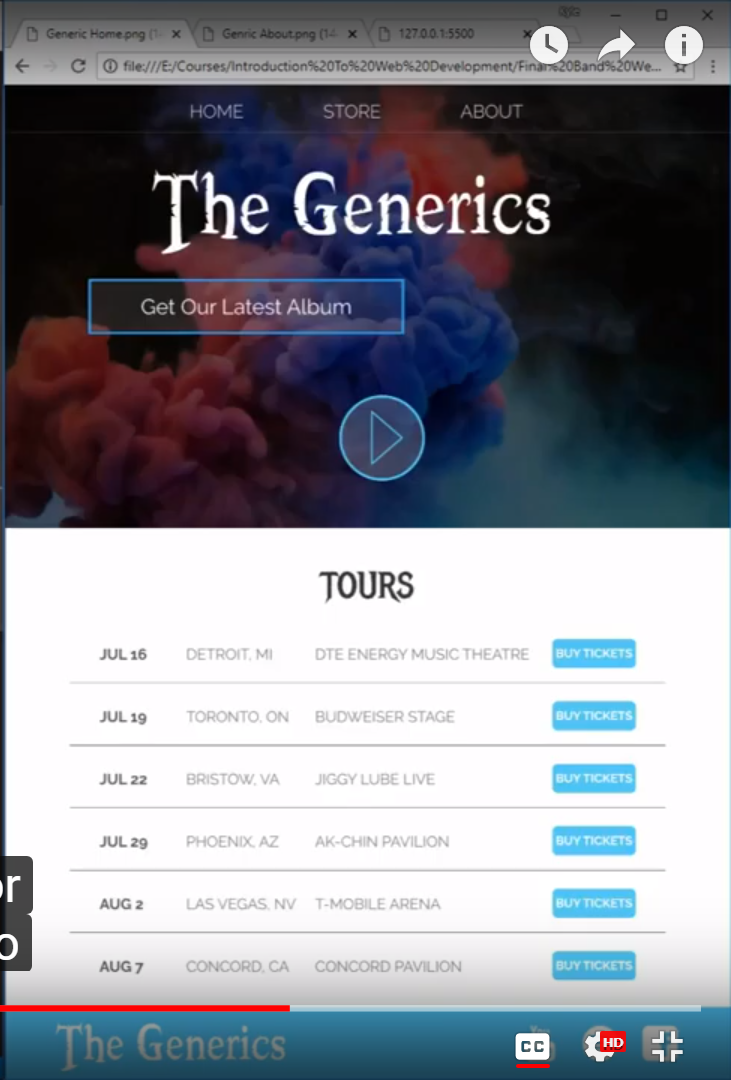 Generic Home.png (1-
Genric About.png (14
127.0.0.1:5500
file:///E:/Courses/Introduction%20To%20Web%20Development/Final%20Band%20We...
HOME STORE ABOUT
The Generics
Get Our Latest Album
TOURS
JUL 16 DETROIT, MI DTE ENERGY MUSIC THEATRE BUY TICKETS
JUL 19 TORONTO, ON BUDWEISER STAGE BUY TICKETS
JUL 22 BRISTOW, VA JIGGY LUBE LIVE BUY TICKETS
JUL 29 PHOENIX, AZ AK-CHIN PAVILION BUY TICKETS
AUG 2 LAS VEGAS, NV T-MOBILE ARENA BUY TICKETS
AUG 7 CONCORD, CA CONCORD PAVILION BUY TICKETS
or
o
The Generics
CC HD